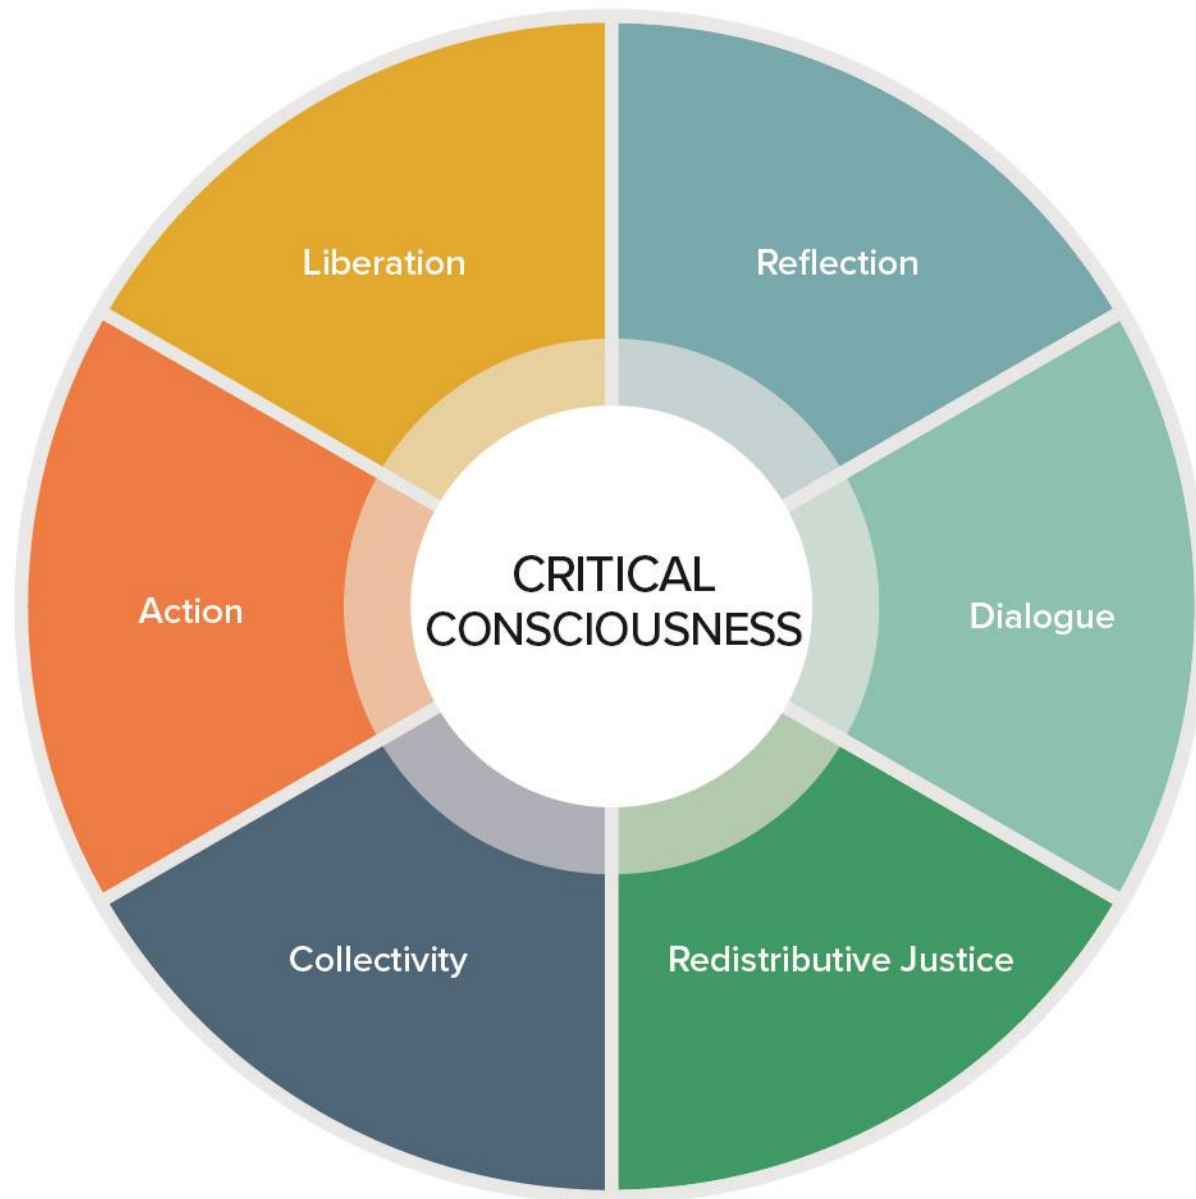 Liberation
Reflection
Action
CRITICAL
CONSCIOUSNESS
Dialogue
Collectivity
Redistributive Justice